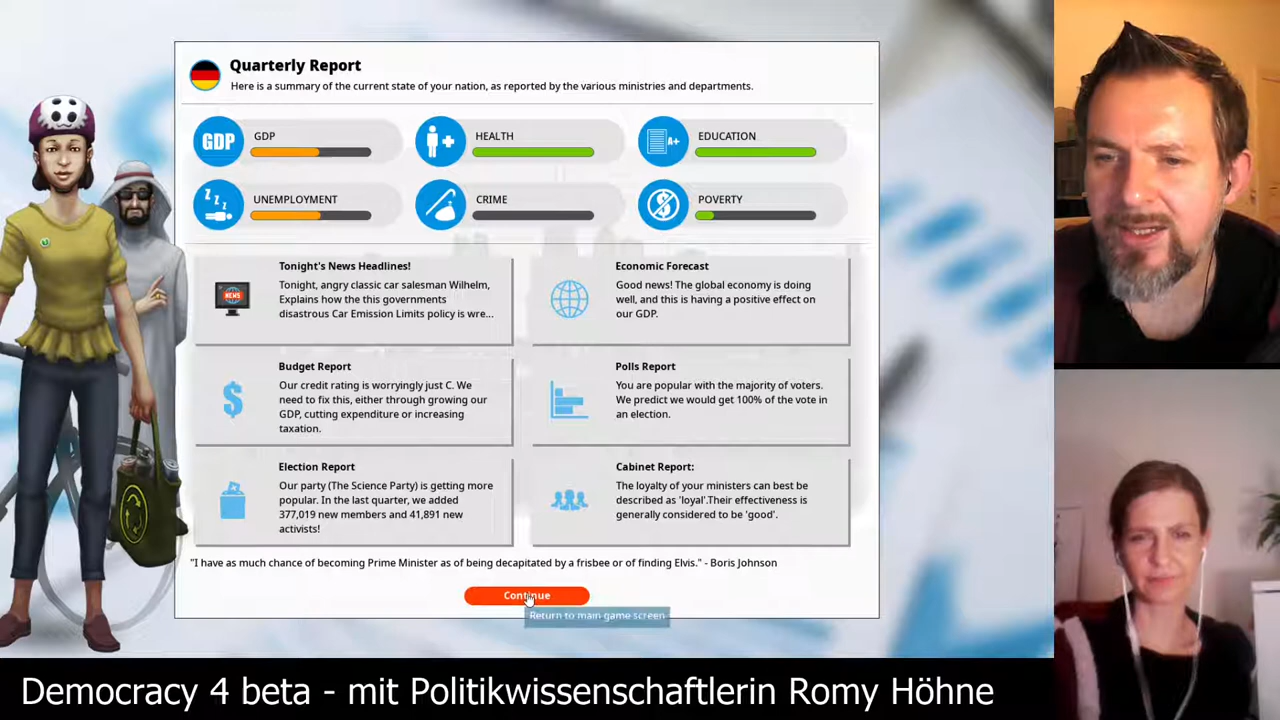 Quarterly Report
Here is a summary of the current state of your nation, as reported by the various ministries and departments.
GDP
GDP
HEALTH
A+
EDUCATION
Z Z Z
UNEMPLOYMENT
CRIME
POVERTY
Tonight's News Headlines!
NEWS
Tonight, angry classic car salesman Wilhelm,
Explains how the this governments
disastrous Car Emission Limits policy is wre...
Economic Forecast
Good news! The global economy is doing
well, and this is having a positive effect on
our GDP.
Budget Report
$
Our credit rating is worryingly just C. We
need to fix this, either through growing our
GDP, cutting expenditure or increasing
taxation.
Polls Report
You are popular with the majority of voters.
We predict we would get 100% of the vote in
an election.
Election Report
Our party (The Science Party) is getting more
popular. In the last quarter, we added
377,019 new members and 41,891 new
activists!
Cabinet Report:
The loyalty of your ministers can best be
described as 'loyal'.Their effectiveness is
generally considered to be 'good'.
"I have as much chance of becoming Prime Minister as of being decapitated by a frisbee or of finding Elvis." - Boris Johnson
Continue
Return to main game screen
Democracy 4 beta - mit Politikwissenschaftlerin Romy Höhne